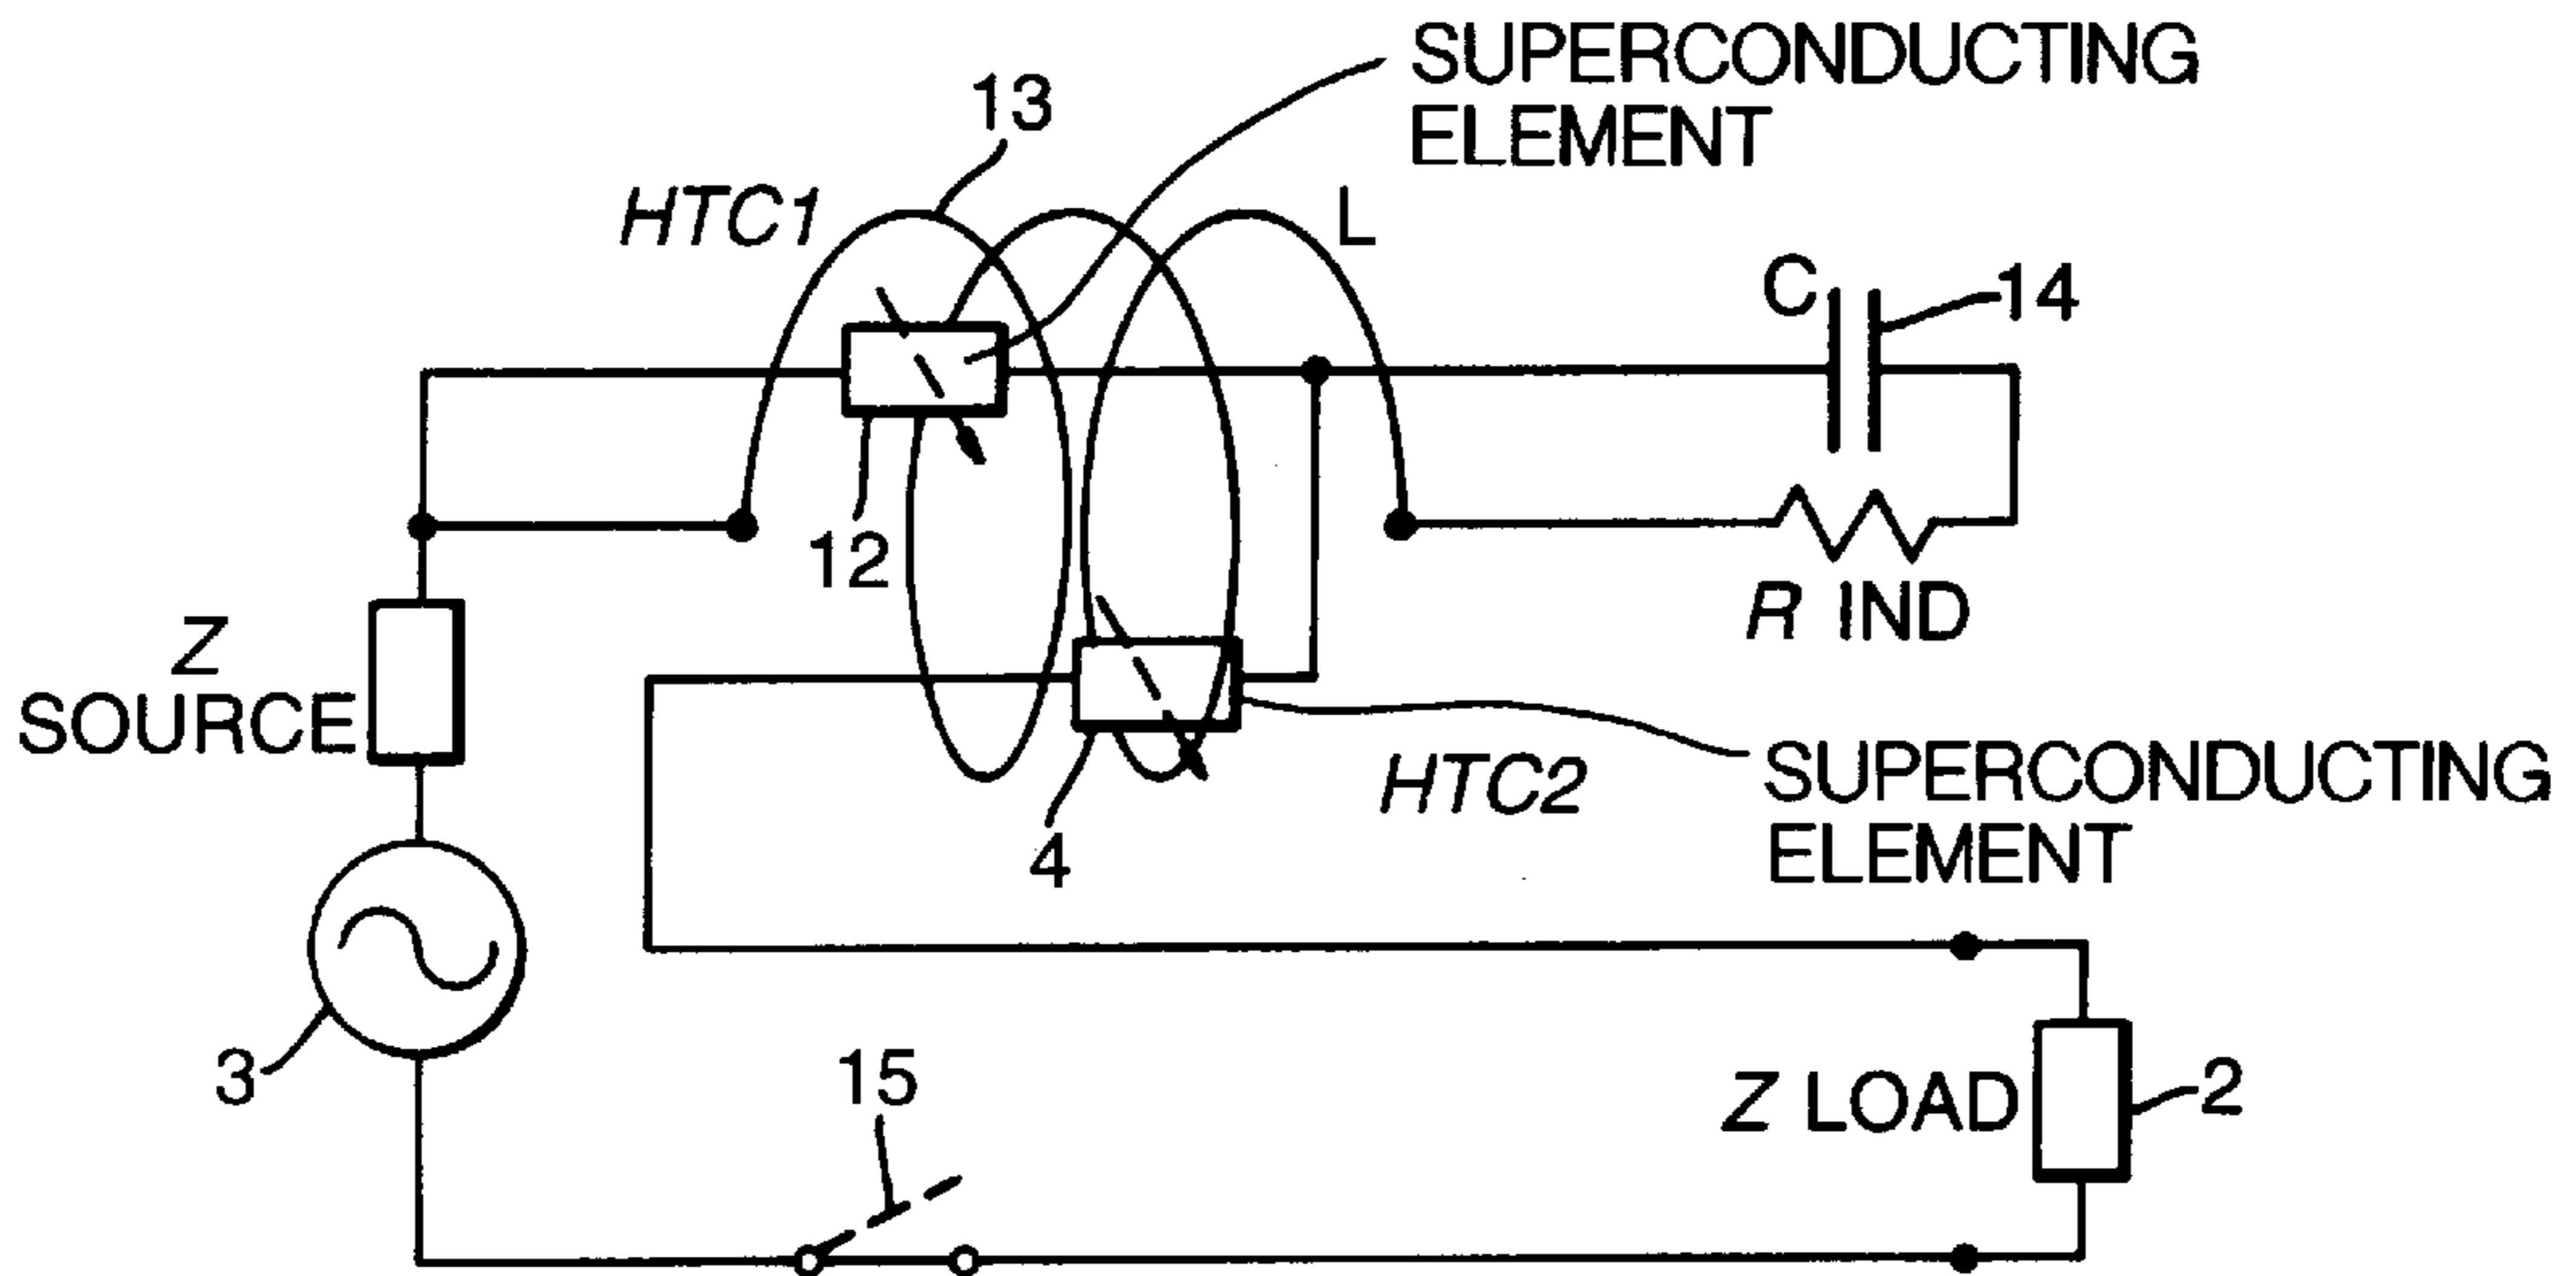 SUPERCONDUCTING
ELEMENT
13
HTC1
L
C
14
12
R IND
Z
SOURCE
HTC2
SUPERCONDUCTING
ELEMENT
4
3
15
Z LOAD
2